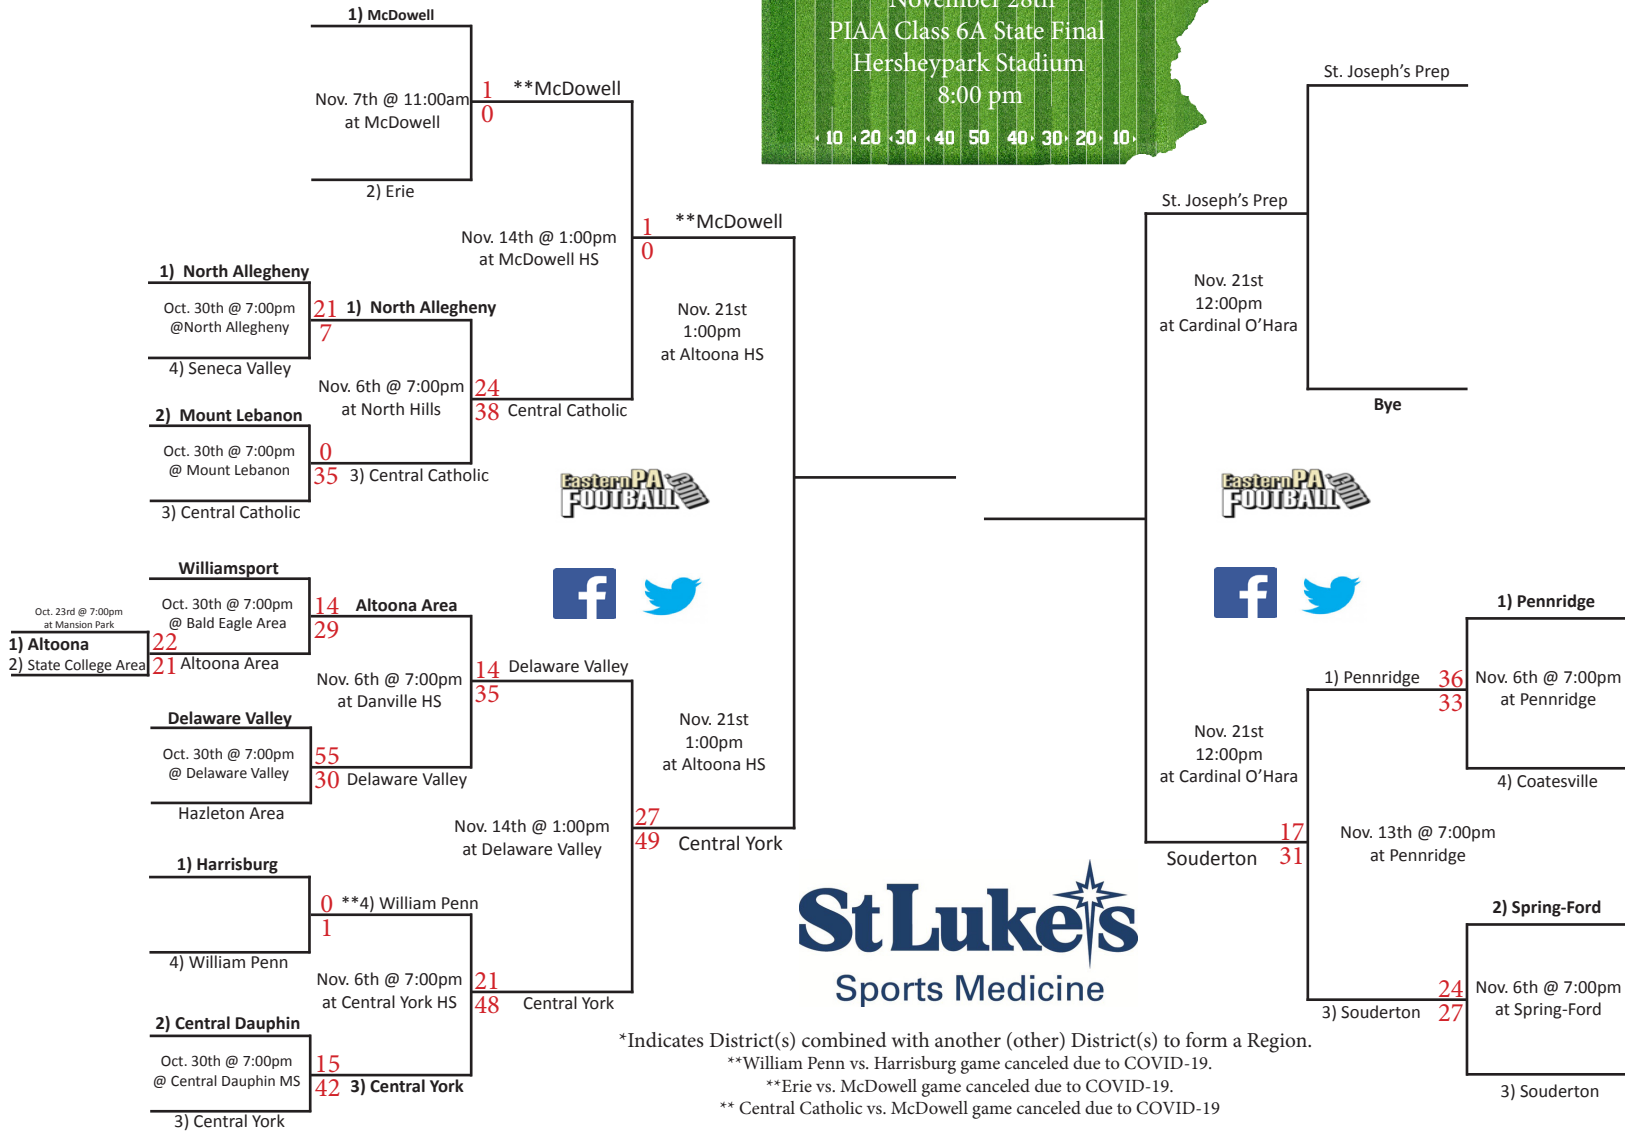 November 28th
PIAA Class 6A State Final
Hersheypark Stadium
8:00 pm
10 20 30 40 50 40 30 20 10
1) McDowell
Nov. 7th @ 11:00am
at McDowell
2) Erie
1
0
**McDowell
Nov. 14th @ 1:00pm
at McDowell HS
1
0
**McDowell
1) North Allegheny
Oct. 30th @ 7:00pm
@North Allegheny
4) Seneca Valley
21
7
1) North Allegheny
Nov. 6th @ 7:00pm
at North Hills
24
38
Central Catholic
2) Mount Lebanon
Oct. 30th @ 7:00pm
@ Mount Lebanon
3) Central Catholic
0
35
3) Central Catholic
Nov. 21st
1:00pm
at Altoona HS
Williamsport
Oct. 30th @ 7:00pm
@ Bald Eagle Area
Oct. 23rd @ 7:00pm
at Mansion Park
1) Altoona
2) State College Area
22
21
Altoona Area
14
29
Altoona Area
Nov. 6th @ 7:00pm
at Danville HS
14
35
Delaware Valley
Delaware Valley
Oct. 30th @ 7:00pm
@ Delaware Valley
Hazleton Area
55
30
Delaware Valley
Nov. 14th @ 1:00pm
at Delaware Valley
27
49
Central York
Nov. 21st
1:00pm
at Altoona HS
1) Harrisburg
4) William Penn
0
1
**4) William Penn
Nov. 6th @ 7:00pm
at Central York HS
21
48
Central York
2) Central Dauphin
Oct. 30th @ 7:00pm
@ Central Dauphin MS
3) Central York
15
42
3) Central York
EasternPA
FOOTBALL
.com
St. Joseph's Prep
Bye
St. Joseph's Prep
Nov. 21st
12:00pm
at Cardinal O'Hara
EasternPA
FOOTBALL
.com
f
f
1) Pennridge
Nov. 6th @ 7:00pm
at Pennridge
4) Coatesville
1) Pennridge
36
33
Nov. 21st
12:00pm
at Cardinal O'Hara
Nov. 13th @ 7:00pm
at Pennridge
Souderton
17
31
2) Spring-Ford
Nov. 6th @ 7:00pm
at Spring-Ford
3) Souderton
24
27
3) Souderton
St Luke's
Sports Medicine
*Indicates District(s) combined with another (other) District(s) to form a Region.
**William Penn vs. Harrisburg game canceled due to COVID-19.
**Erie vs. McDowell game canceled due to COVID-19.
** Central Catholic vs. McDowell game canceled due to COVID-19